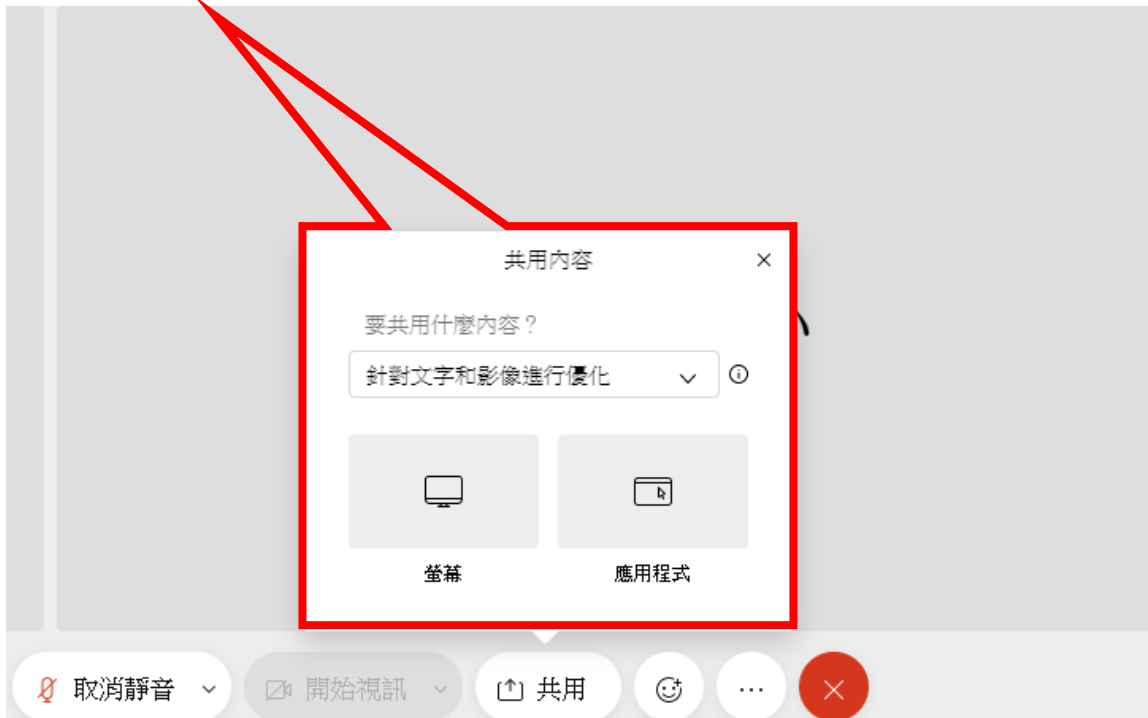 共用內容
要共用什麼內容？
針對文字和影像進行優化
螢幕
應用程式
取消靜音
開始視訊
共用